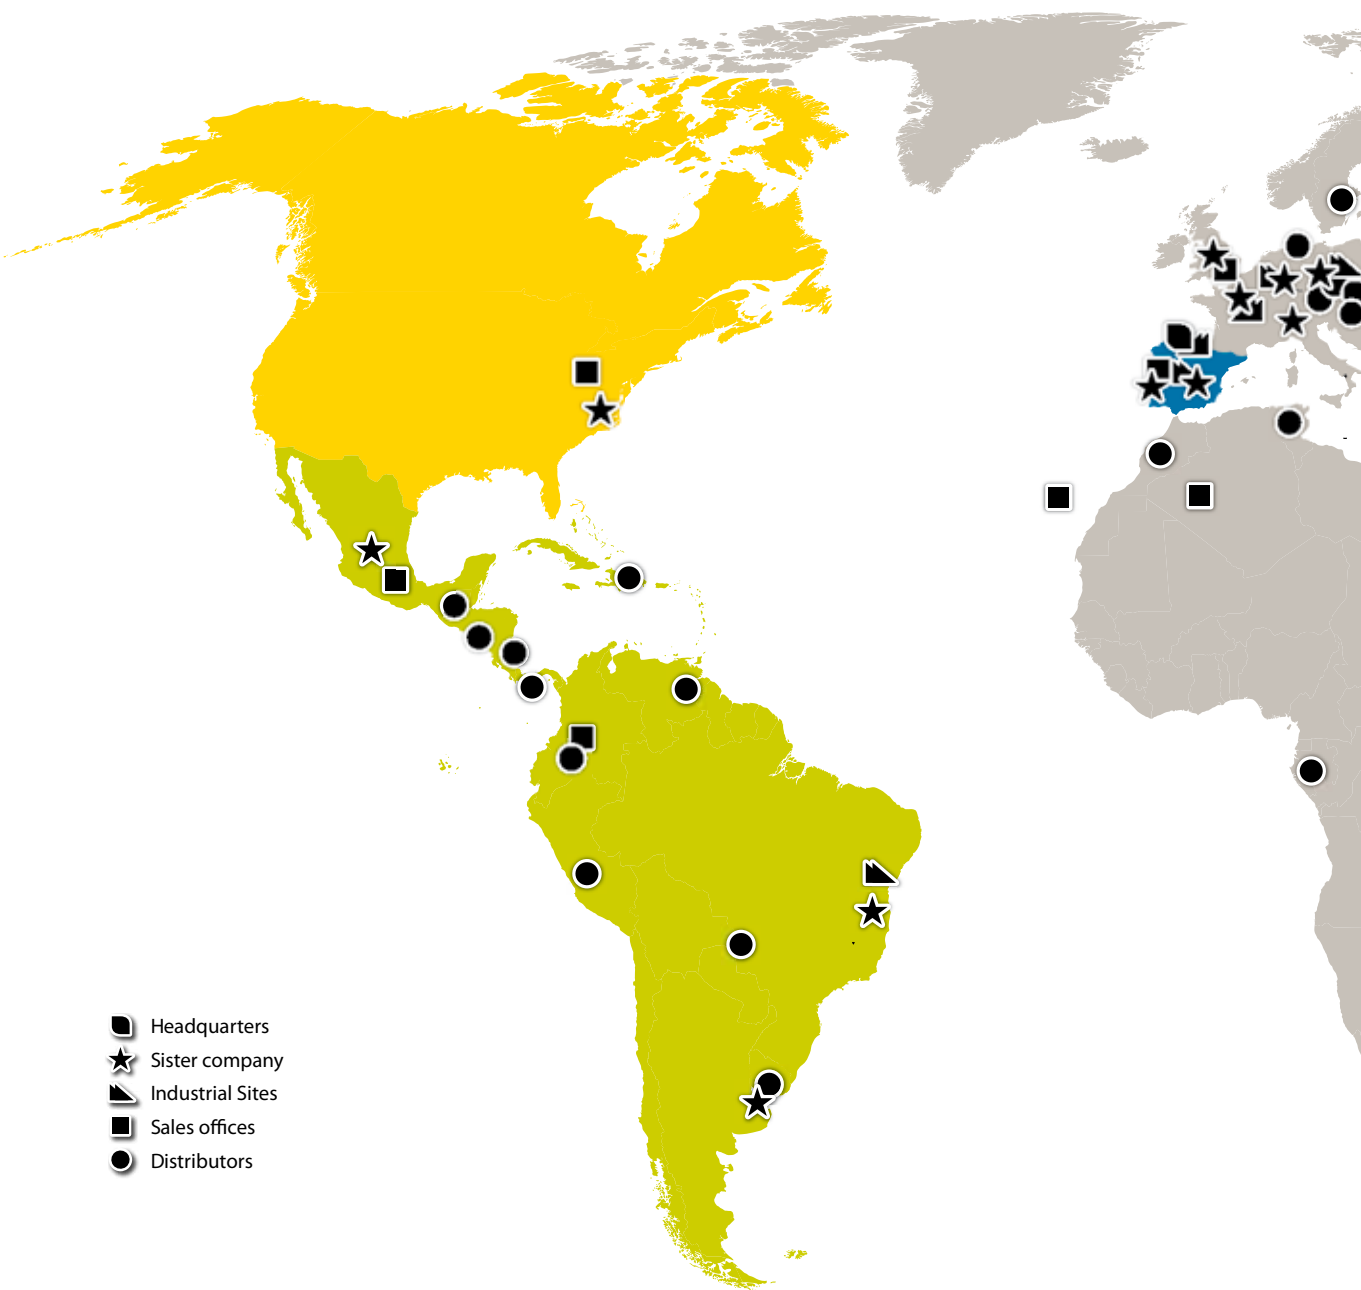 Headquarters
Sister company
Industrial Sites
Sales offices
Distributors